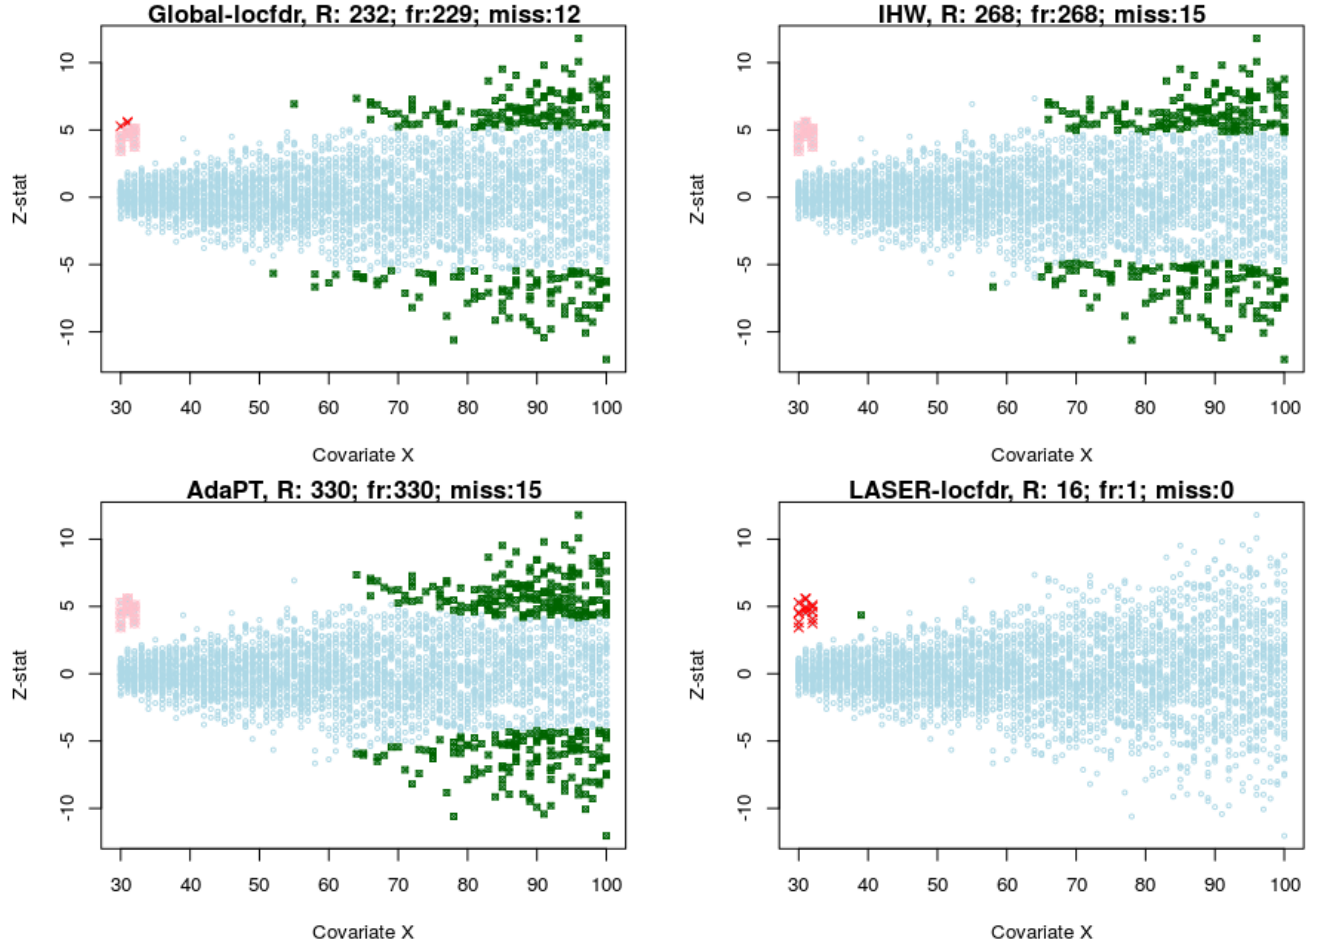 Global-locfdr, R: 232; fr:229; miss:12
10
5
0
-5
-10
Z-stat
30 40 50 60 70 80 90 100
Covariate X
IHW, R: 268; fr:268; miss:15
10
5
0
-5
-10
Z-stat
30 40 50 60 70 80 90 100
Covariate X
AdaPT, R: 330; fr:330; miss:15
10
5
0
-5
-10
Z-stat
30 40 50 60 70 80 90 100
Covariate X
LASER-locfdr, R: 16; fr:1; miss:0
10
5
0
-5
-10
Z-stat
30 40 50 60 70 80 90 100
Covariate X